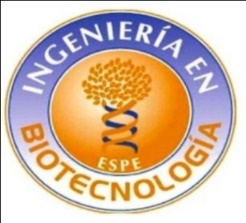 INGENIERÍA EN
ESPE
BIOTECNOLOGÍA